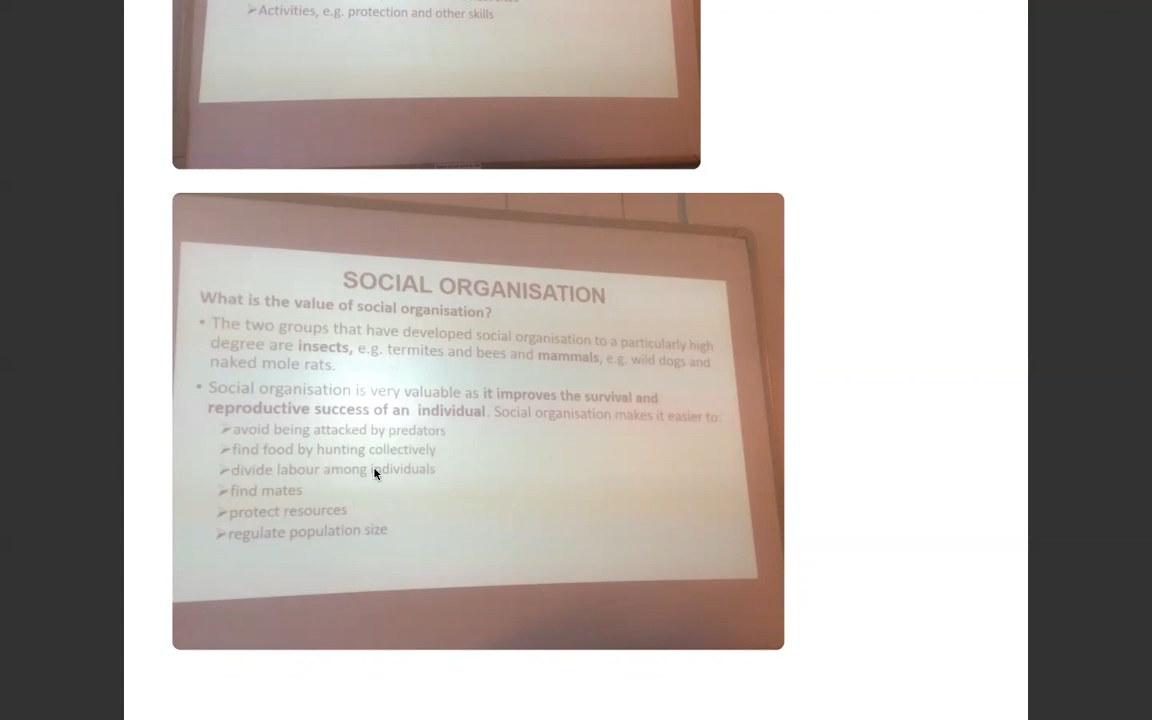 ➢Activities, e.g. protection and other skills
SOCIAL ORGANISATION
What is the value of social organisation?
• The two groups that have developed social organisation to a particularly high
degree are insects, e.g. termites and bees and mammals, e.g. wild dogs and
naked mole rats.
• Social organisation is very valuable as it improves the survival and
reproductive success of an individual. Social organisation makes it easier to:
➢avoid being attacked by predators
➢find food by hunting collectively
➢divide labour among individuals
➢find mates
➢protect resources
➢regulate population size